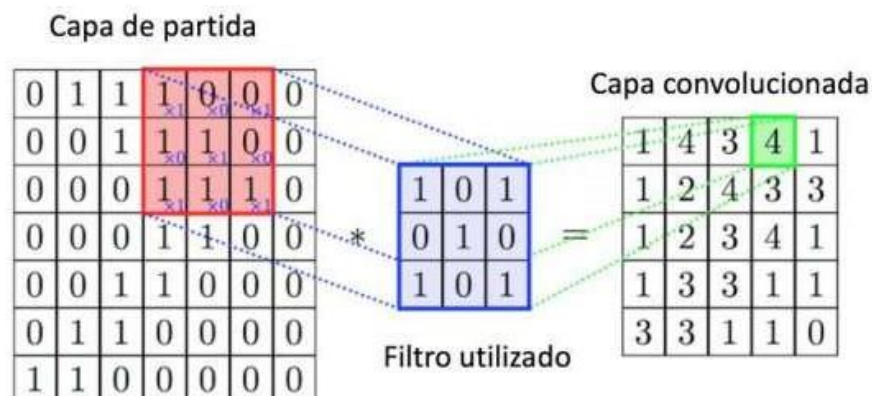 Capa de partida
Capa convolucionada
0 1 1 1 0 0 0
0 0 1 1 1 0 0
0 0 0 1 1 1 0
0 0 0 1 1 0 0
0 0 1 1 0 0 0
0 1 1 0 0 0 0
1 1 0 0 0 0 0
×1 ×0 ×1
×0 ×1 ×0
×1 ×0 ×1
*
1 0 1
0 1 0
1 0 1
Filtro utilizado
=
1 4 3 4 1
1 2 4 3 3
1 2 3 4 1
1 3 3 1 1
3 3 1 1 0